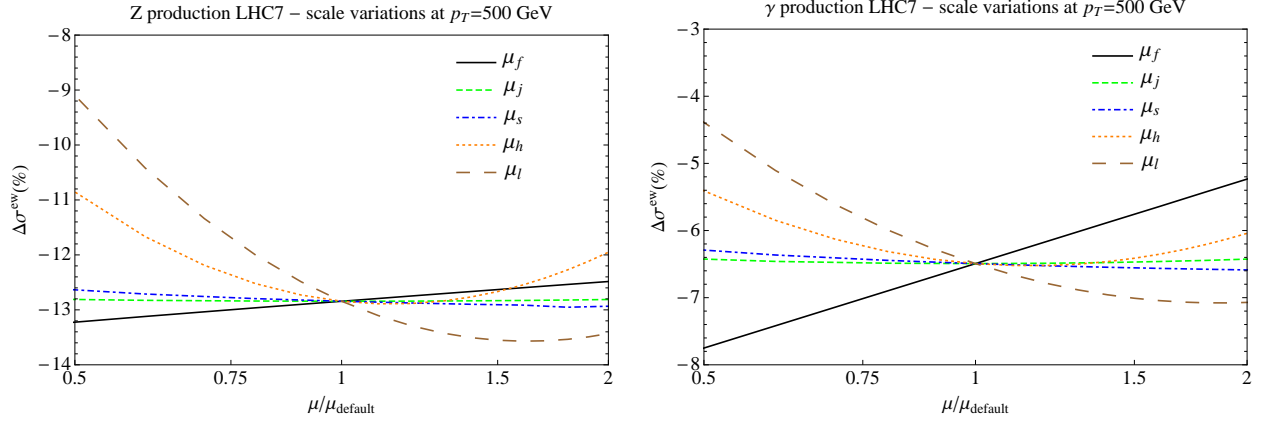 Z production LHC7 – scale variations at p_T=500 GeV
−8
−9
−10
−11
−12
−13
−14
Δσ^ew(%)
μ_f
μ_j
μ_s
μ_h
μ_l
0.5 0.75 1 1.5 2
μ/μ_default
γ production LHC7 – scale variations at p_T=500 GeV
−3
−4
−5
−6
−7
−8
Δσ^ew(%)
μ_f
μ_j
μ_s
μ_h
μ_l
0.5 0.75 1 1.5 2
μ/μ_default